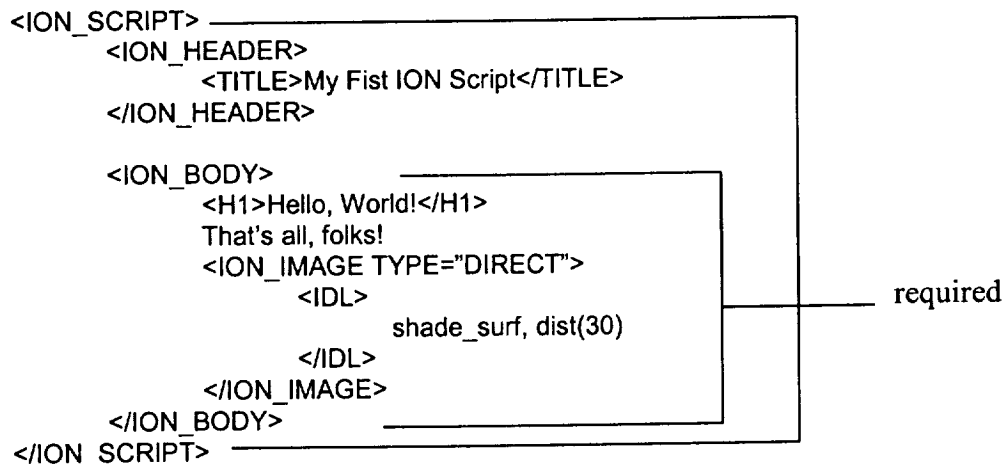 <ION_SCRIPT>
<ION_HEADER>
<TITLE>My Fist ION Script</TITLE>
</ION_HEADER>
<ION_BODY>
<H1>Hello, World!</H1>
That's all, folks!
<ION_IMAGE TYPE="DIRECT">
<IDL>
shade_surf, dist(30)
</IDL>
</ION_IMAGE>
</ION_BODY>
</ION_SCRIPT>
required